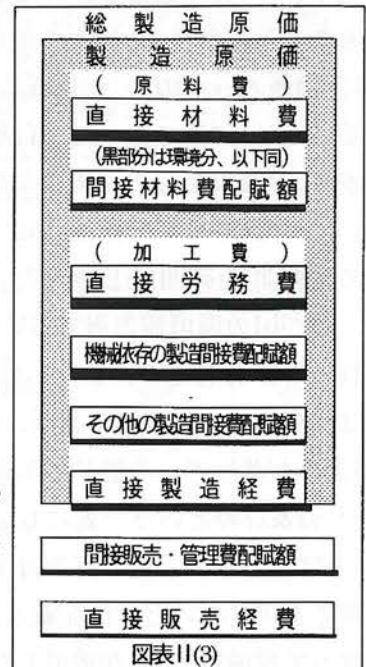 総製造原価
製造原価
(原料費)
直接材料費
(黒部分は環境分、以下同)
間接材料費配賦額
(加工費)
直接労務費
機械依存の製造間接費配賦額
その他の製造間接費配賦額
直接製造経費
間接販売・管理費配賦額
直接販売経費
図表II(3)